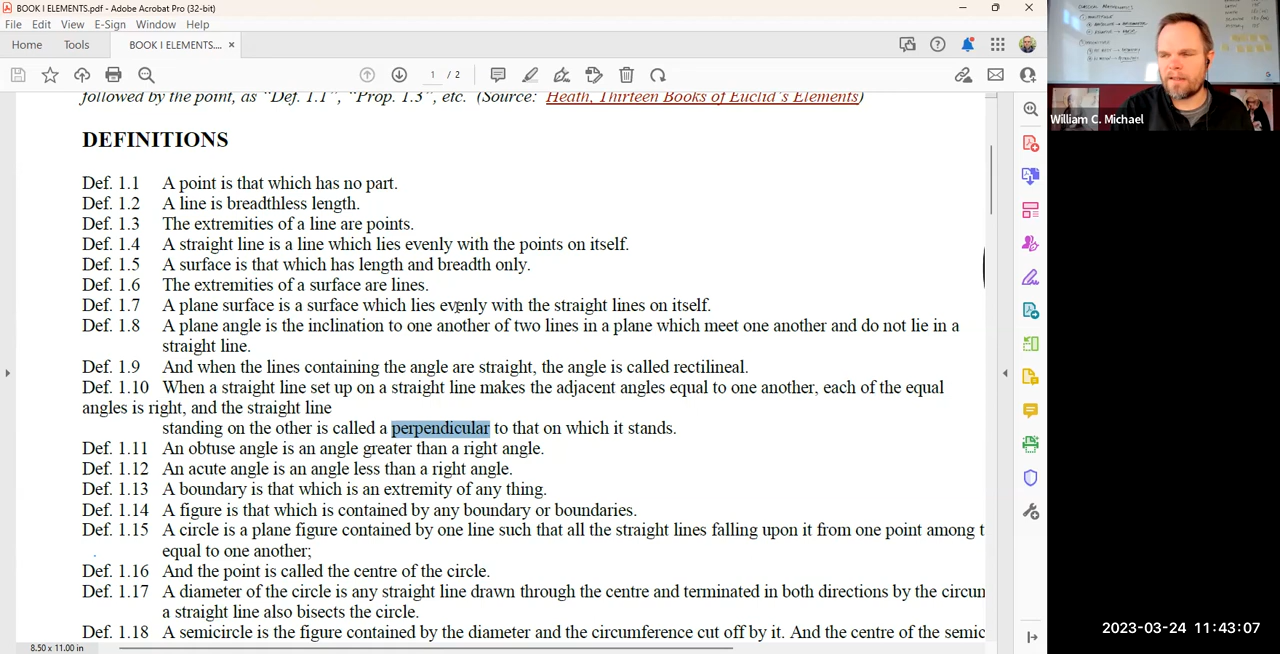 BOOK I ELEMENTS.pdf - Adobe Acrobat Pro (32-bit)
File Edit View E-Sign Window Help
Home Tools BOOK I ELEMENTS.... ×
1 / 2
followed by the point, as “Def. 1.1”, “Prop. 1.3”, etc. (Source: Heath, Thirteen Books of Euclid’s Elements)
DEFINITIONS
Def. 1.1 A point is that which has no part.
Def. 1.2 A line is breadthless length.
Def. 1.3 The extremities of a line are points.
Def. 1.4 A straight line is a line which lies evenly with the points on itself.
Def. 1.5 A surface is that which has length and breadth only.
Def. 1.6 The extremities of a surface are lines.
Def. 1.7 A plane surface is a surface which lies evenly with the straight lines on itself.
Def. 1.8 A plane angle is the inclination to one another of two lines in a plane which meet one another and do not lie in a
straight line.
Def. 1.9 And when the lines containing the angle are straight, the angle is called rectilineal.
Def. 1.10 When a straight line set up on a straight line makes the adjacent angles equal to one another, each of the equal
angles is right, and the straight line
standing on the other is called a perpendicular to that on which it stands.
Def. 1.11 An obtuse angle is an angle greater than a right angle.
Def. 1.12 An acute angle is an angle less than a right angle.
Def. 1.13 A boundary is that which is an extremity of any thing.
Def. 1.14 A figure is that which is contained by any boundary or boundaries.
Def. 1.15 A circle is a plane figure contained by one line such that all the straight lines falling upon it from one point among t
equal to one another;
Def. 1.16 And the point is called the centre of the circle.
Def. 1.17 A diameter of the circle is any straight line drawn through the centre and terminated in both directions by the circum
a straight line also bisects the circle.
Def. 1.18 A semicircle is the figure contained by the diameter and the circumference cut off by it. And the centre of the semic
8.50 x 11.00 in
William C. Michael
2023-03-24 11:43:07